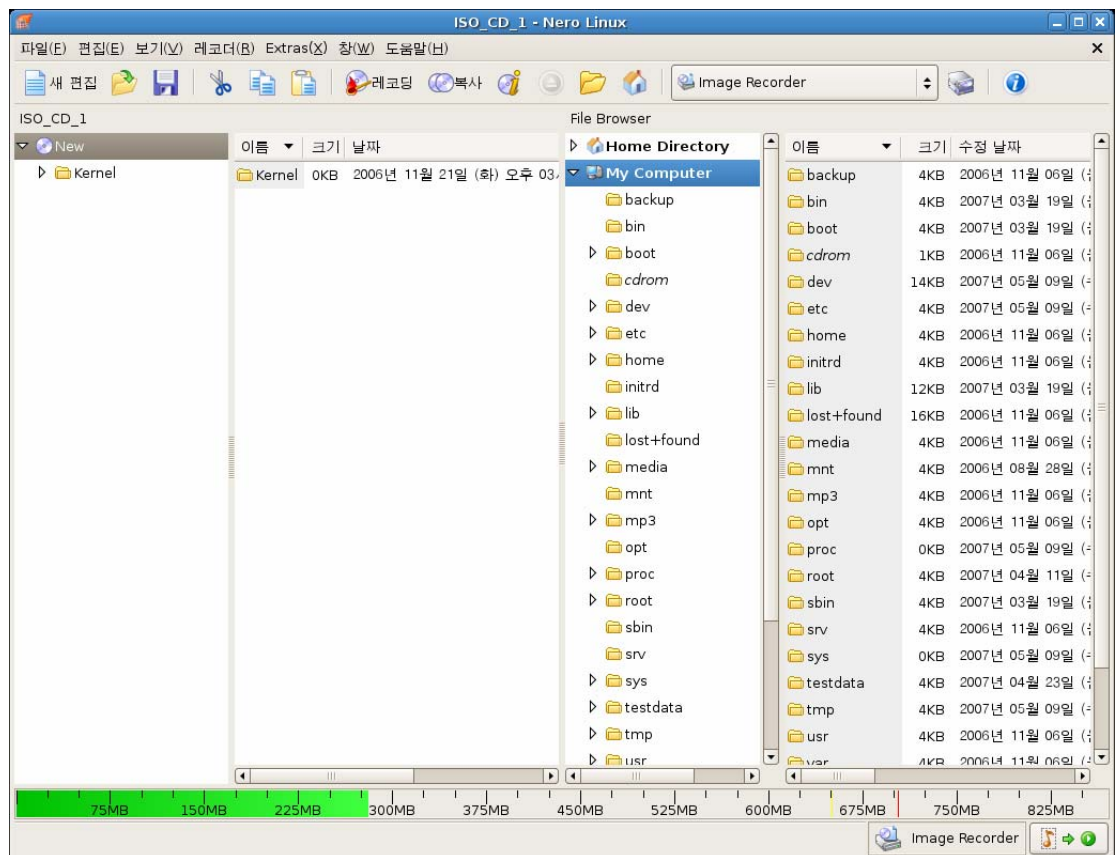 ISO_CD_1 - Nero Linux
파일(F) 편집(E) 보기(V) 레코더(R) Extras(X) 창(W) 도움말(H)
새 편집 레코딩 복사 Image Recorder
ISO_CD_1
New
Kernel
이름 크기 날짜
Kernel 0KB 2006년 11월 21일 (화) 오후 03
File Browser
Home Directory
My Computer
backup
bin
boot
cdrom
dev
etc
home
initrd
lib
lost+found
media
mnt
mp3
opt
proc
root
sbin
srv
sys
testdata
tmp
usr
이름 크기 수정 날짜
backup 4KB 2006년 11월 06일 (
bin 4KB 2007년 03월 19일 (
boot 4KB 2007년 03월 19일 (
cdrom 1KB 2006년 11월 06일 (
dev 14KB 2007년 05월 09일 (
etc 4KB 2007년 05월 09일 (
home 4KB 2006년 11월 06일 (
initrd 4KB 2006년 11월 06일 (
lib 12KB 2007년 03월 19일 (
lost+found 16KB 2006년 11월 06일 (
media 4KB 2006년 11월 06일 (
mnt 4KB 2006년 08월 28일 (
mp3 4KB 2006년 11월 06일 (
opt 4KB 2006년 11월 06일 (
proc 0KB 2007년 05월 09일 (
root 4KB 2007년 04월 11일 (
sbin 4KB 2007년 03월 19일 (
srv 4KB 2006년 11월 06일 (
sys 0KB 2007년 05월 09일 (
testdata 4KB 2007년 04월 23일 (
tmp 4KB 2007년 05월 09일 (
usr 4KB 2006년 11월 06일 (
var 4KB 2006년 11월 06일 (
75MB 150MB 225MB 300MB 375MB 450MB 525MB 600MB 675MB 750MB 825MB
Image Recorder